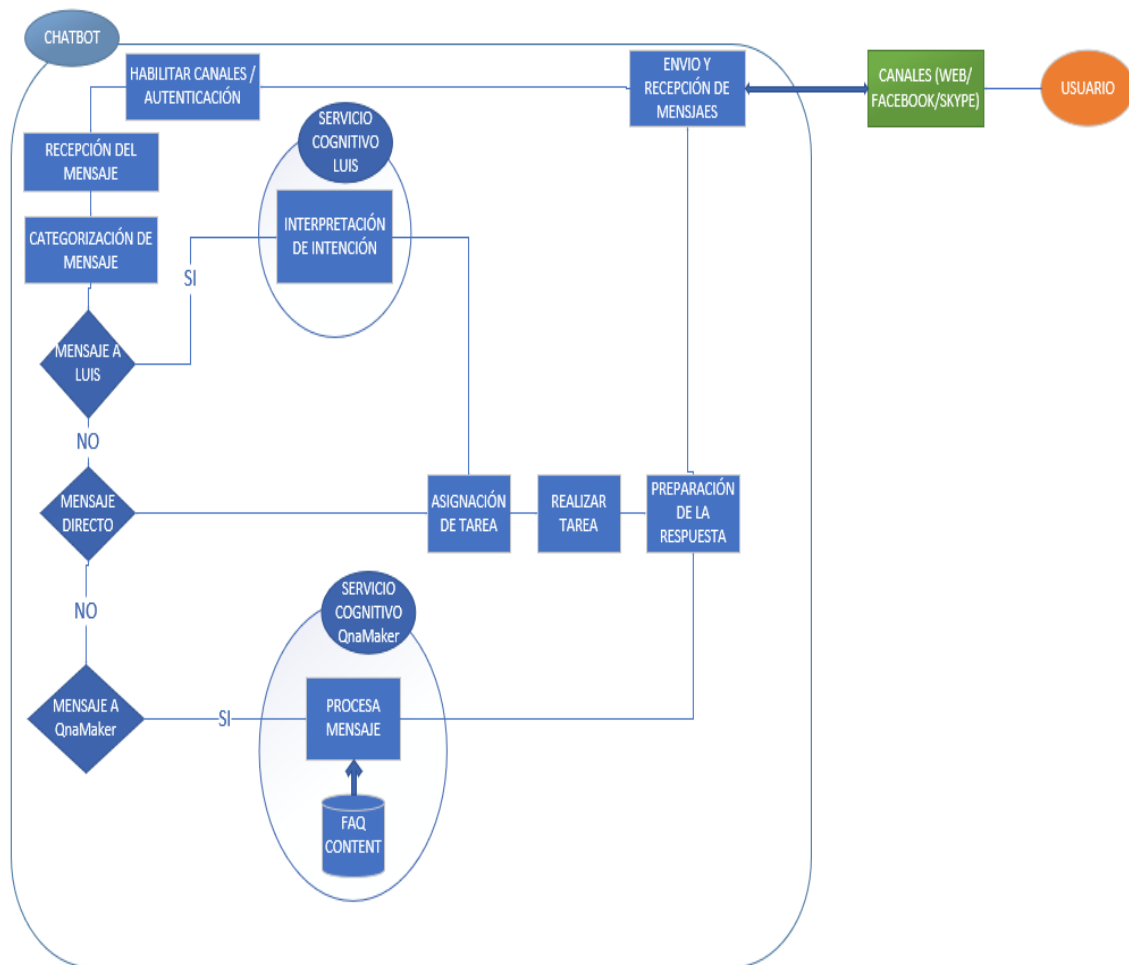 CHATBOT
HABILITAR CANALES /
AUTENTICACIÓN
ENVIO Y
RECEPCIÓN DE
MENSJAES
CANALES (WEB/
FACEBOOK/SKYPE)
USUARIO
RECEPCIÓN DEL
MENSAJE
SERVICIO
COGNITIVO
LUIS
CATEGORIZACIÓN DE
MENSAJE
INTERPRETACIÓN
DE INTENCIÓN
SI
MENSAJE A
LUIS
NO
MENSAJE
DIRECTO
ASIGNACIÓN
DE TAREA
REALIZAR
TAREA
PREPARACIÓN
DE LA
RESPUESTA
NO
SERVICIO
COGNITIVO
QnaMaker
MENSAJE A
QnaMaker
SI
PROCESA
MENSAJE
FAQ
CONTENT